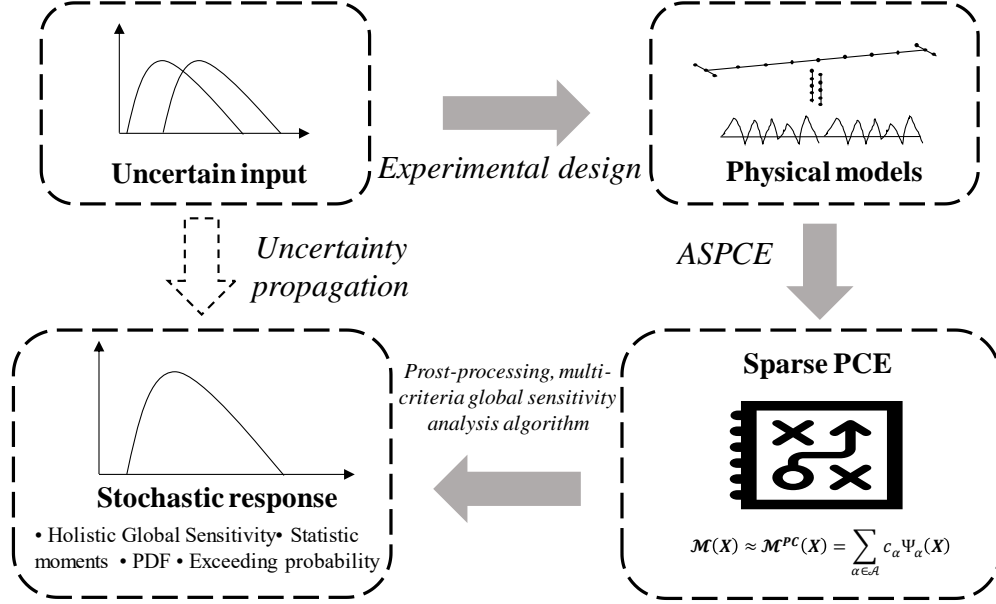 Uncertain input
Experimental design
Physical models
Uncertainty
propagation
ASPCE
Stochastic response
• Holistic Global Sensitivity• Statistic
moments • PDF • Exceeding probability
Prost-processing, multi-
criteria global sensitivity
analysis algorithm
Sparse PCE
𝓜(𝑿) ≈ 𝓜^{𝑷𝑪}(𝑿) = ∑_{α∈𝒜} c_α Ψ_α(𝑿)